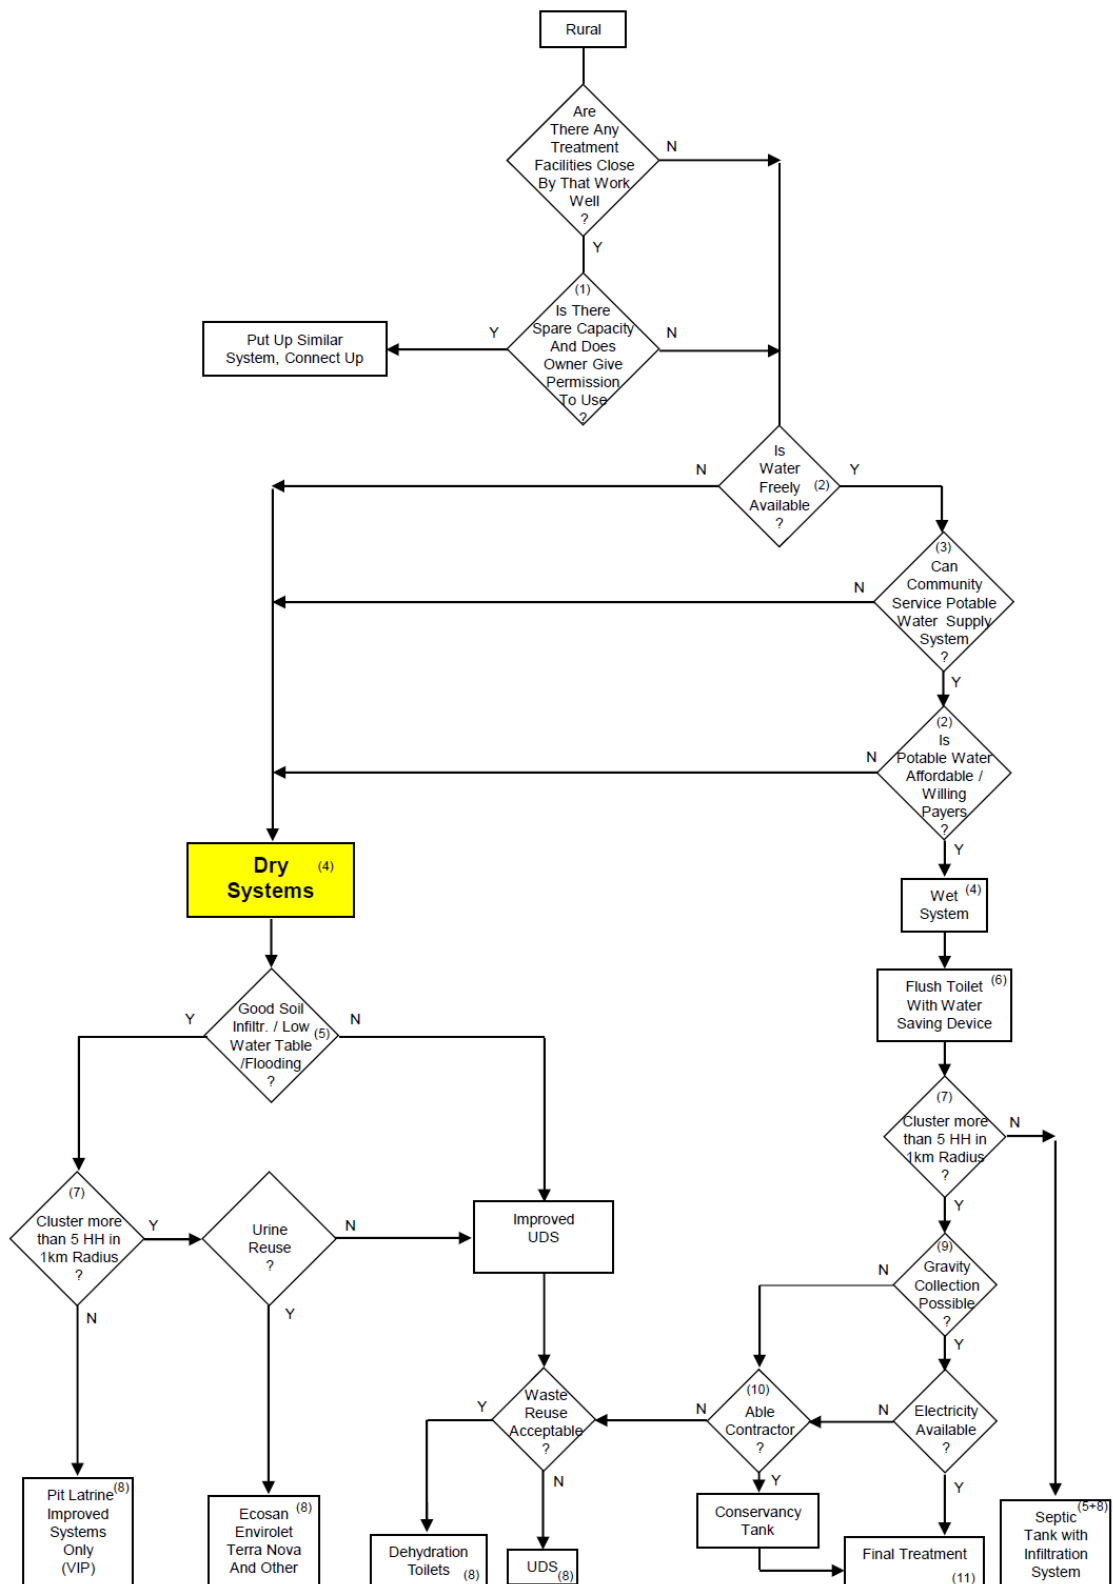 Rural
Are
There Any
Treatment
Facilities Close
By That Work
Well
?
N
Y
(1)
Is There
Spare Capacity
And Does
Owner Give
Permission
To Use
?
Y
N
Put Up Similar
System, Connect Up
Is
Water
Freely (2)
Available
?
N
Y
(3)
Can
Community
Service Potable
Water Supply
System
?
N
Y
(2)
Is
Potable Water
Affordable /
Willing
Payers
?
N
Y
Dry (4)
Systems
Wet (4)
System
Flush Toilet (6)
With Water
Saving Device
Good Soil
Infiltr. / Low (5)
Water Table
/Flooding
?
Y
N
(7)
Cluster more
than 5 HH in
1km Radius
?
N
Y
(7)
Cluster more
than 5 HH in
1km Radius
?
Y
N
Urine
Reuse
?
N
Y
Improved
UDS
(9)
Gravity
Collection
Possible
?
N
Y
Waste
Reuse
Acceptable
?
Y
N
(10)
Able
Contractor
?
N
Y
Electricity
Available
?
N
Y
Pit Latrine (8)
Improved
Systems
Only
(VIP)
Ecosan (8)
Envirolet
Terra Nova
And Other
Dehydration
Toilets (8)
UDS (8)
Conservancy
Tank
Final Treatment
(11)
(5+8)
Septic
Tank with
Infiltration
System